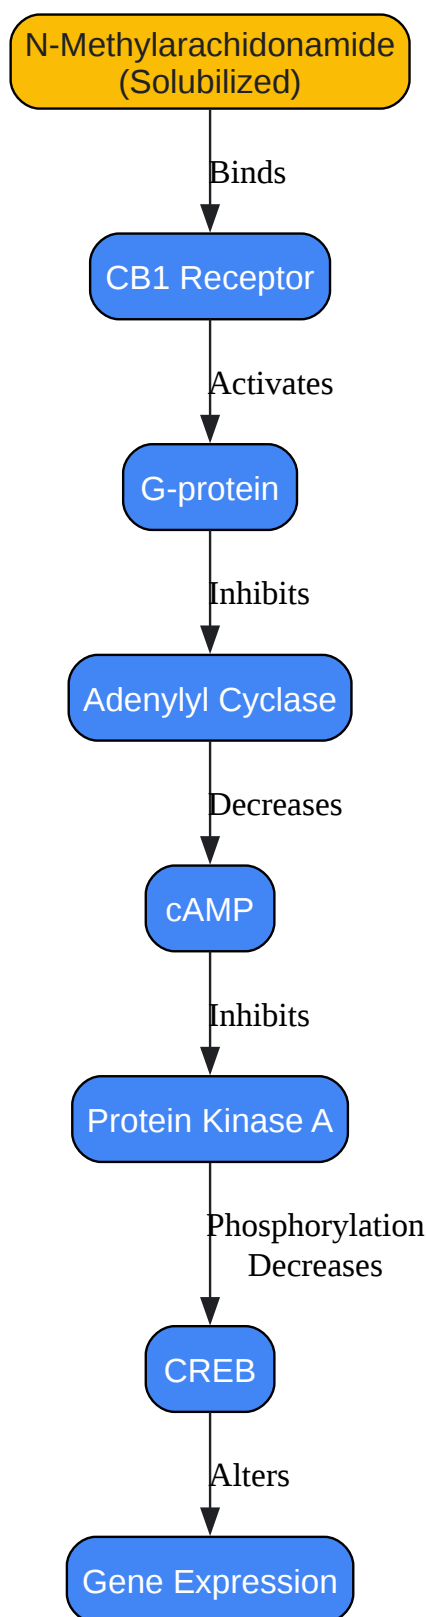 N-Methylarachidonamide
(Solubilized)
Binds
CB1 Receptor
Activates
G-protein
Inhibits
Adenylyl Cyclase
Decreases
cAMP
Inhibits
Protein Kinase A
Phosphorylation
Decreases
CREB
Alters
Gene Expression